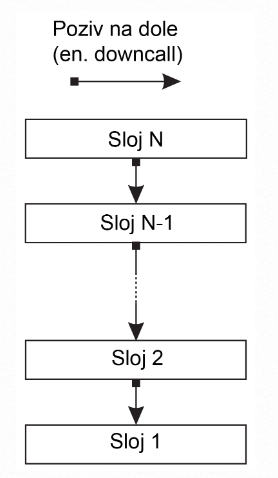 Poziv na dole
(en. downcall)
Sloj N
Sloj N-1
Sloj 2
Sloj 1